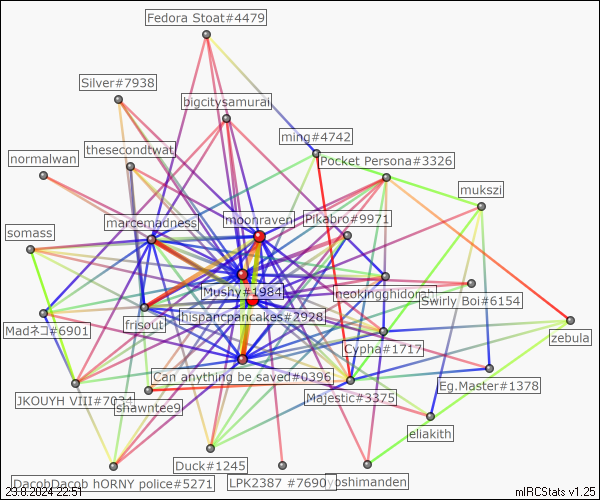 Fedora Stoat#4479
Silver#7938
bigcitysamurai
ming#4742
thesecondtwat
normalwan
Pocket Persona#3326
mukszi
marcemadness
moonraven
Pikabro#9971
somass
Mushy#1984
neokingghidorah
Swirly Boi#6154
hispancpancakes#2928
Madネコ#6901
frisout
zebula
Cypha#1717
Can anything be saved#0396
Eg.Master#1378
JKOUYH VIII#7034
shawntee9
Majestic#3375
eliakith
Duck#1245
DacobDacob hORNY police#5271
LPK2387 #7690
yoshimanden
23.8.2024 22:51
mIRCStats v1.25